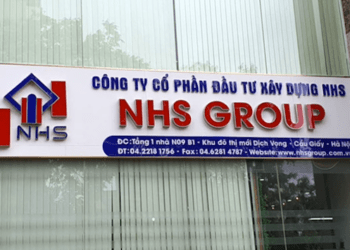 CÔNG TY CỔ PHẦN ĐẦU TƯ XÂY DỰNG NHS
NHS GROUP
NHS
ĐC:Tầng 1 nhà N09 B1 - Khu đô thị mới Dịch Vọng - Cầu Giấy - Hà Nộ
ĐT: 04.2218 1756 - Fax: 04.6281 4787 - Website:www.nhsgroup.com.v